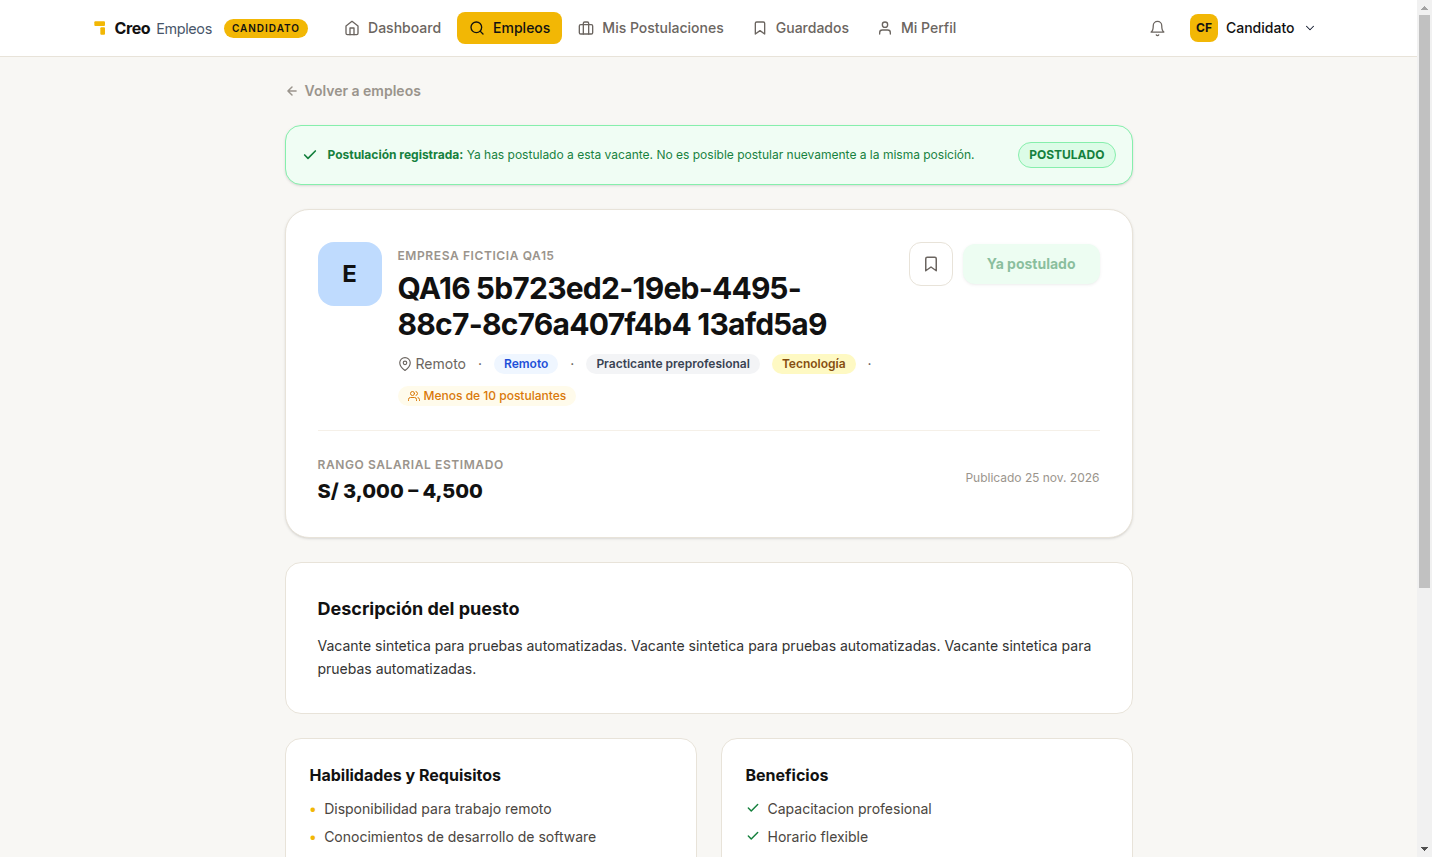 Creo Empleos CANDIDATO Dashboard Empleos Mis Postulaciones Guardados Mi Perfil CF Candidato
Volver a empleos
Postulación registrada: Ya has postulado a esta vacante. No es posible postular nuevamente a la misma posición. POSTULADO
E
EMPRESA FICTICIA QA15
QA16 5b723ed2-19eb-4495-
88c7-8c76a407f4b4 13afd5a9
Ya postulado
Remoto · Remoto · Practicante preprofesional Tecnología ·
Menos de 10 postulantes
RANGO SALARIAL ESTIMADO
S/ 3,000 – 4,500
Publicado 25 nov. 2026
Descripción del puesto
Vacante sintetica para pruebas automatizadas. Vacante sintetica para pruebas automatizadas. Vacante sintetica para
pruebas automatizadas.
Habilidades y Requisitos
Disponibilidad para trabajo remoto
Conocimientos de desarrollo de software
Beneficios
Capacitacion profesional
Horario flexible